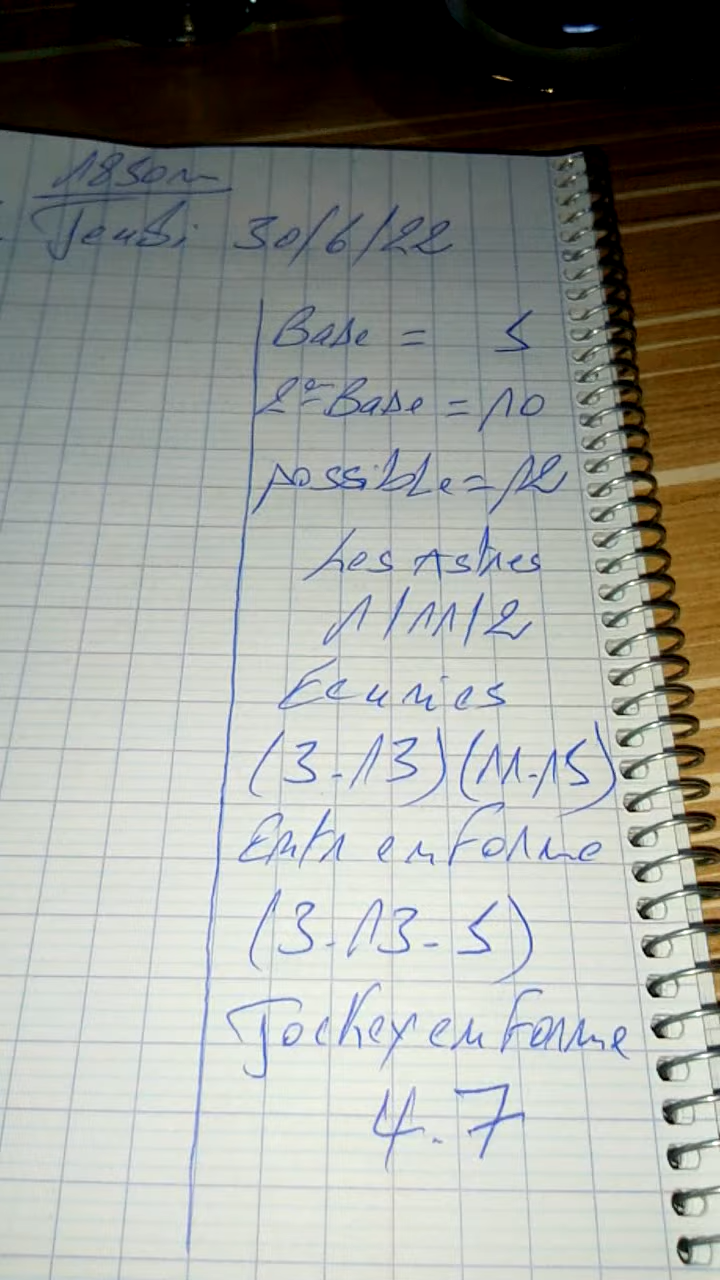 1850m
Jeudi 30/6/22
Base = 5
2e Base = 10
possible = 12
Les Astres
1/11/2
Ecuries
(3-13)(11-15)
Entr en forme
(3-13-5)
Jockey en forme
4.7